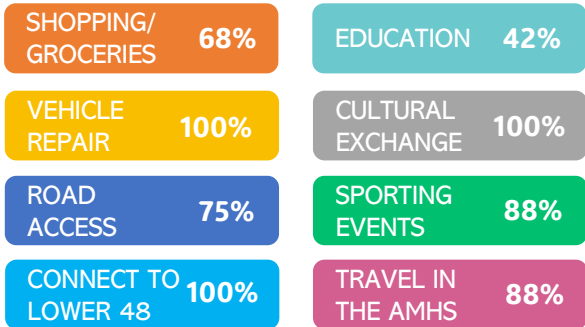 SHOPPING/
GROCERIES 68%
EDUCATION 42%
VEHICLE
REPAIR 100%
CULTURAL
EXCHANGE 100%
ROAD
ACCESS 75%
SPORTING
EVENTS 88%
CONNECT TO
LOWER 48 100%
TRAVEL IN
THE AMHS 88%